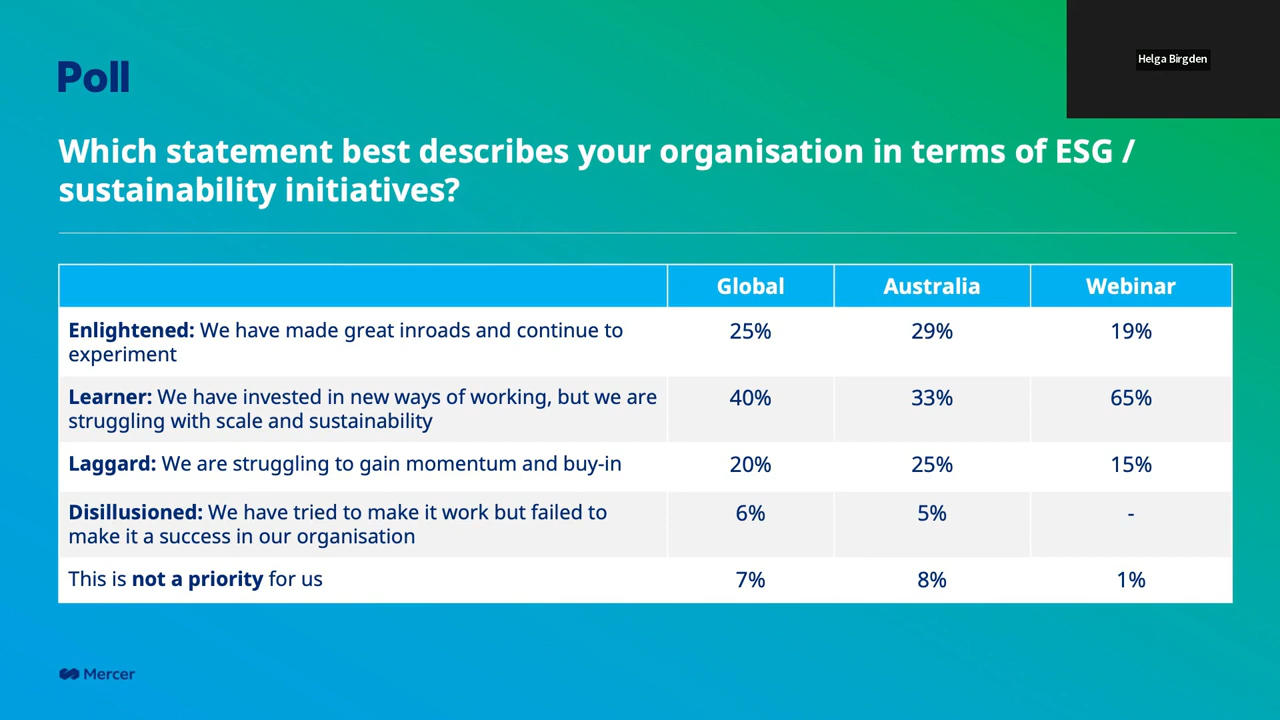 Helga Birgden
Poll
Which statement best describes your organisation in terms of ESG /
sustainability initiatives?
Global Australia Webinar
Enlightened: We have made great inroads and continue to
experiment
25% 29% 19%
Learner: We have invested in new ways of working, but we are
struggling with scale and sustainability
40% 33% 65%
Laggard: We are struggling to gain momentum and buy-in
20% 25% 15%
Disillusioned: We have tried to make it work but failed to
make it a success in our organisation
6% 5% -
This is not a priority for us
7% 8% 1%
Mercer